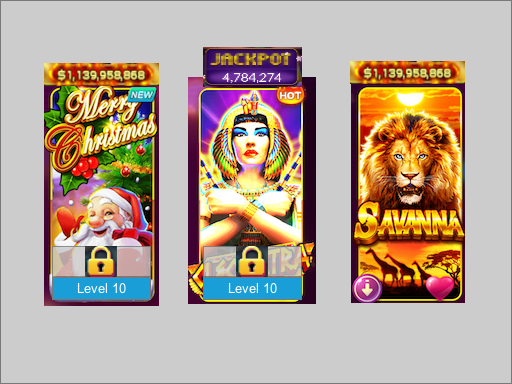 $1,139,958,868
Merry
Christmas
NEW
Level 10
JACKPOT
4,784,274
HOT
Level 10
$1,139,958,868
SAVANNA